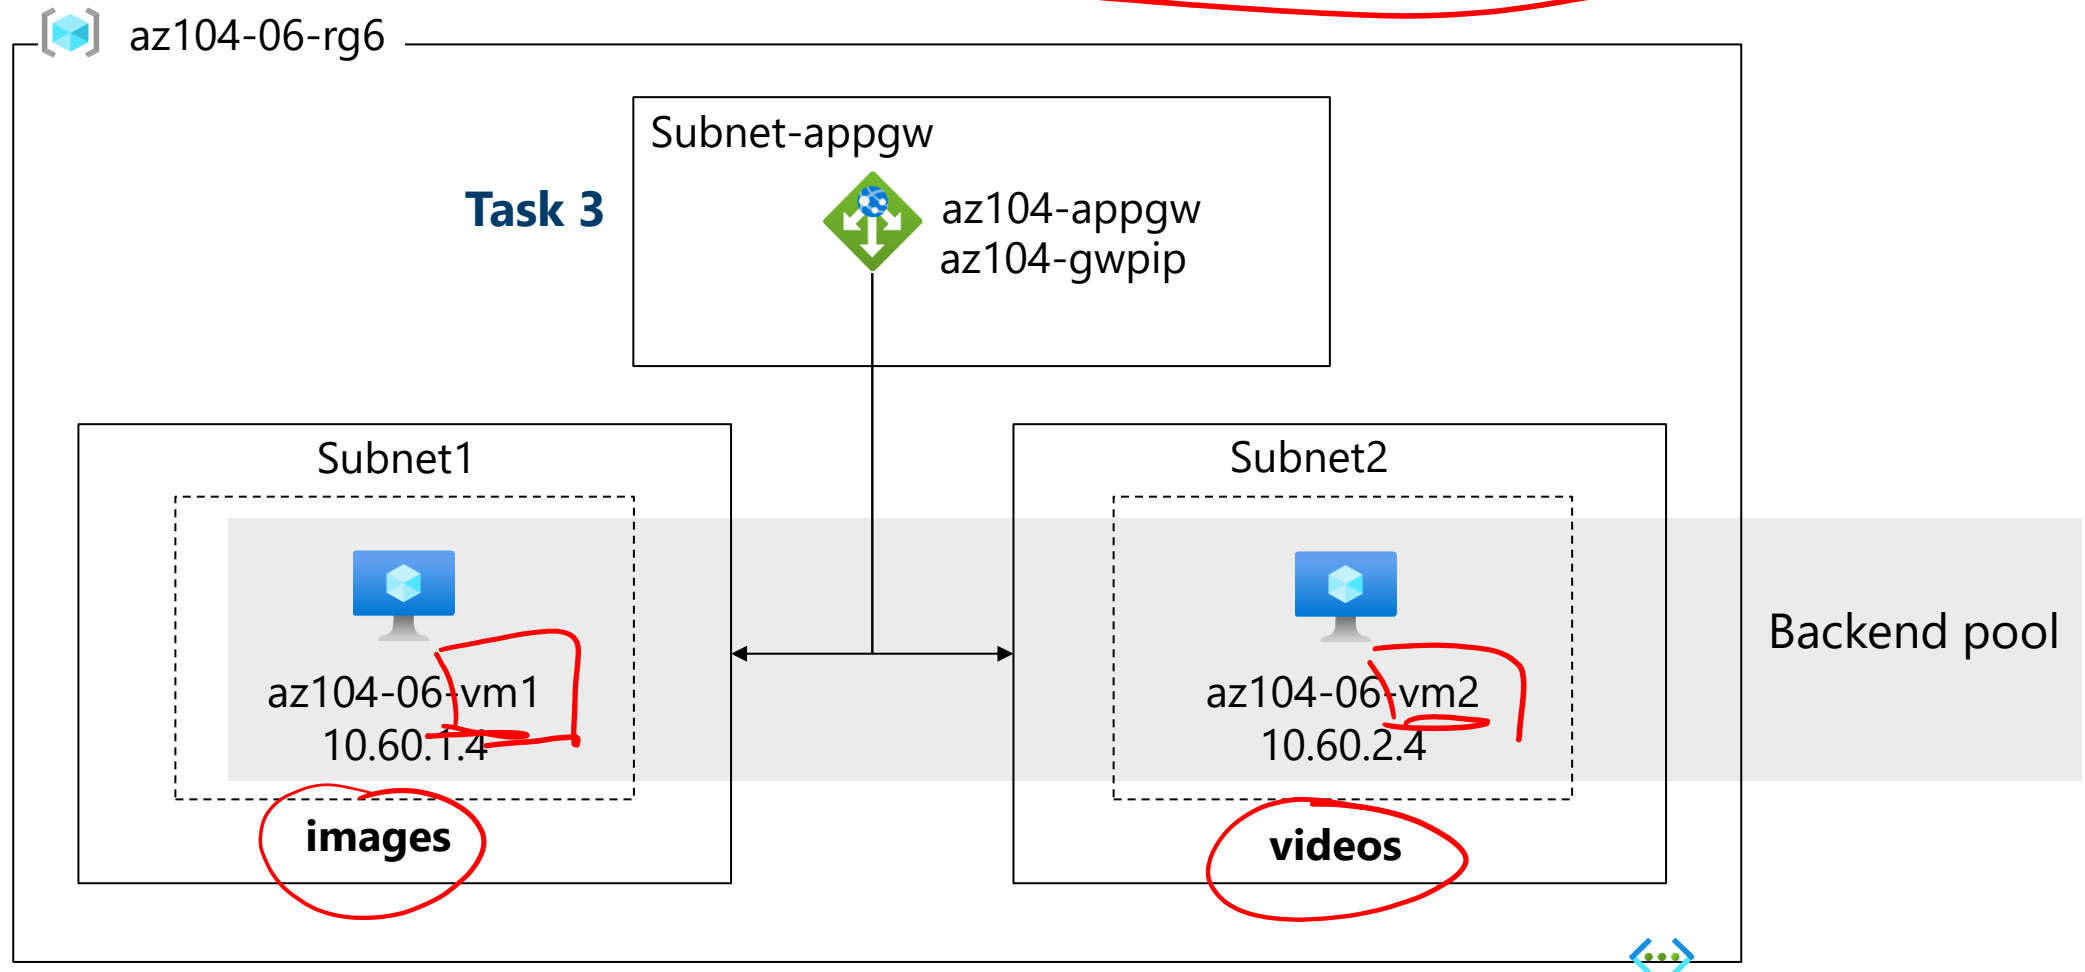 az104-06-rg6
Subnet-appgw
Task 3
az104-appgw
az104-gwpip
Subnet1
Subnet2
Backend pool
az104-06-vm1
10.60.1.4
az104-06-vm2
10.60.2.4
images
videos